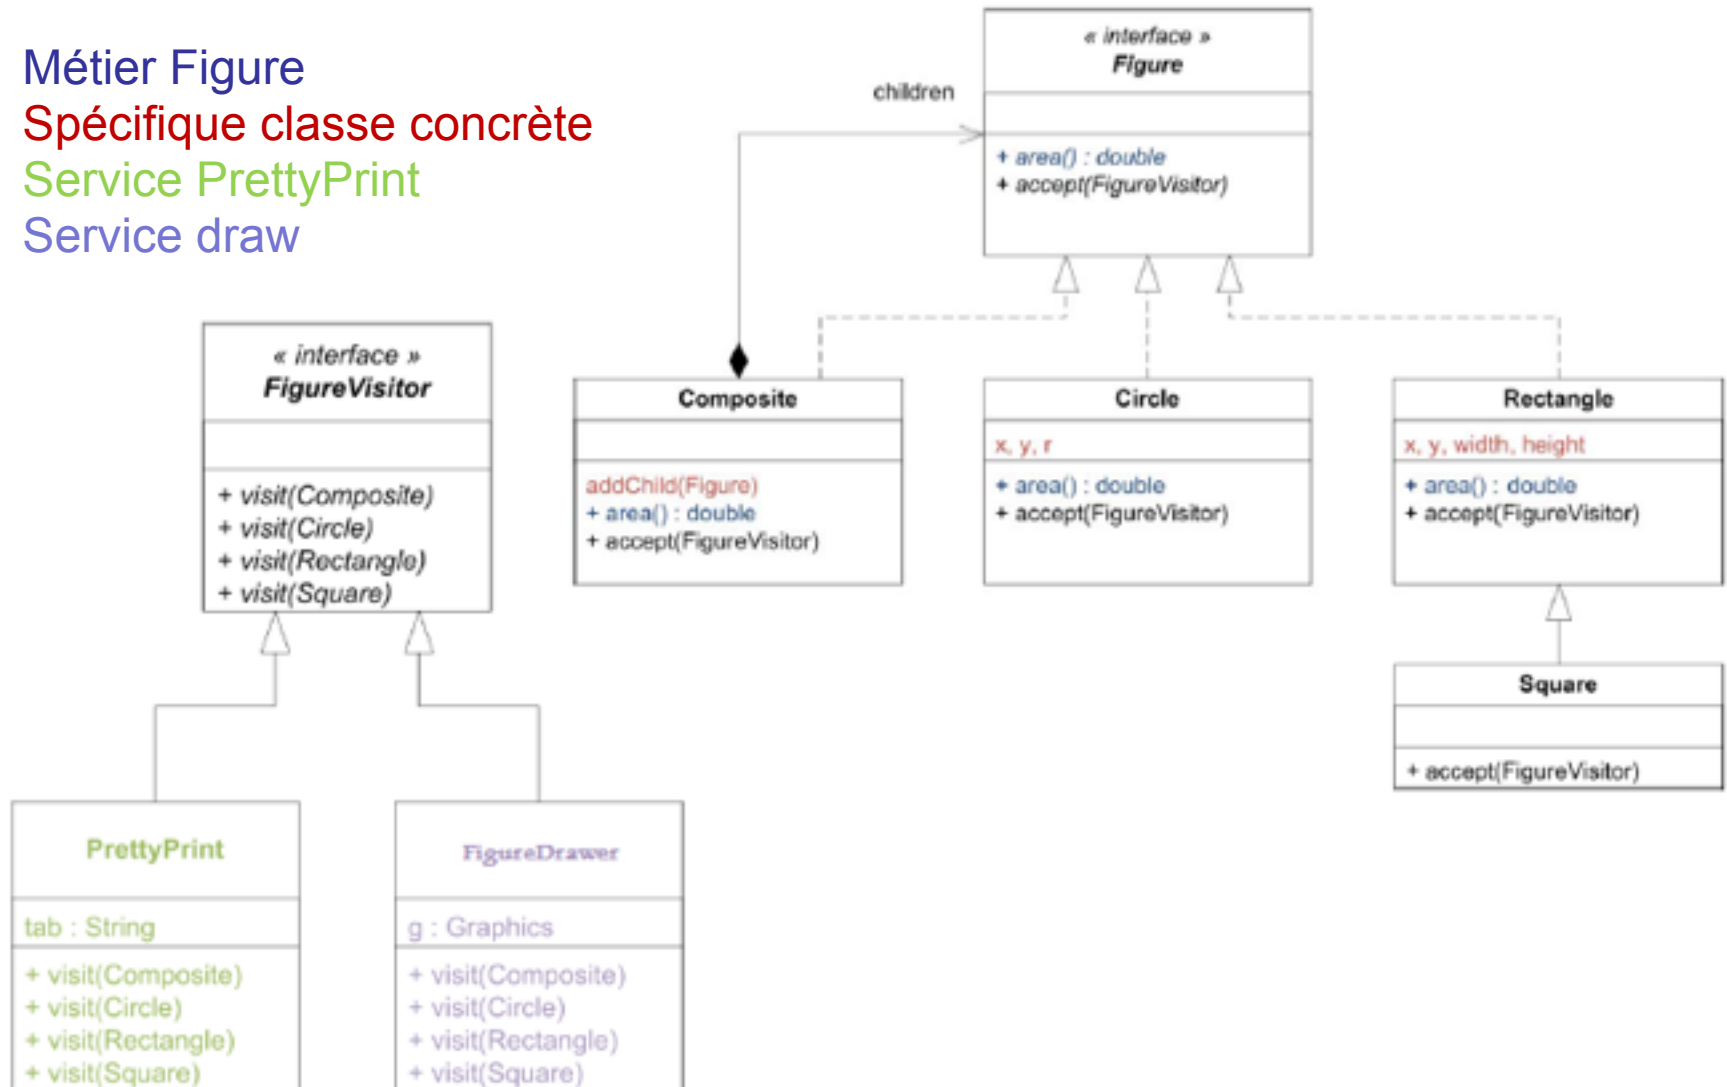 Métier Figure
Spécifique classe concrète
Service PrettyPrint
Service draw
« interface »
Figure
+ area() : double
+ accept(FigureVisitor)
children
« interface »
FigureVisitor
+ visit(Composite)
+ visit(Circle)
+ visit(Rectangle)
+ visit(Square)
Composite
addChild(Figure)
+ area() : double
+ accept(FigureVisitor)
Circle
x, y, r
+ area() : double
+ accept(FigureVisitor)
Rectangle
x, y, width, height
+ area() : double
+ accept(FigureVisitor)
Square
+ accept(FigureVisitor)
PrettyPrint
tab : String
+ visit(Composite)
+ visit(Circle)
+ visit(Rectangle)
+ visit(Square)
FigureDrawer
g : Graphics
+ visit(Composite)
+ visit(Circle)
+ visit(Rectangle)
+ visit(Square)